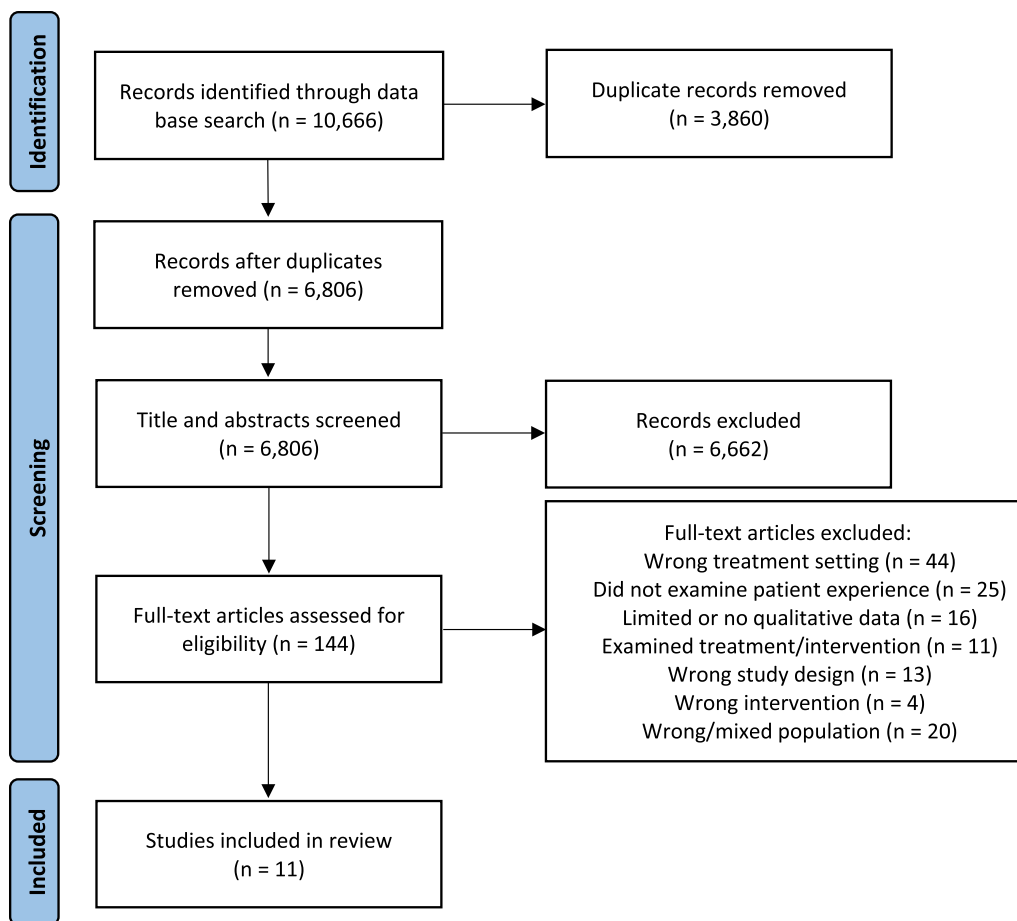 Identification
Records identified through data
base search (n = 10,666)
Duplicate records removed
(n = 3,860)
Screening
Records after duplicates
removed (n = 6,806)
Title and abstracts screened
(n = 6,806)
Records excluded
(n = 6,662)
Full-text articles assessed for
eligibility (n = 144)
Full-text articles excluded:
Wrong treatment setting (n = 44)
Did not examine patient experience (n = 25)
Limited or no qualitative data (n = 16)
Examined treatment/intervention (n = 11)
Wrong study design (n = 13)
Wrong intervention (n = 4)
Wrong/mixed population (n = 20)
Included
Studies included in review
(n = 11)